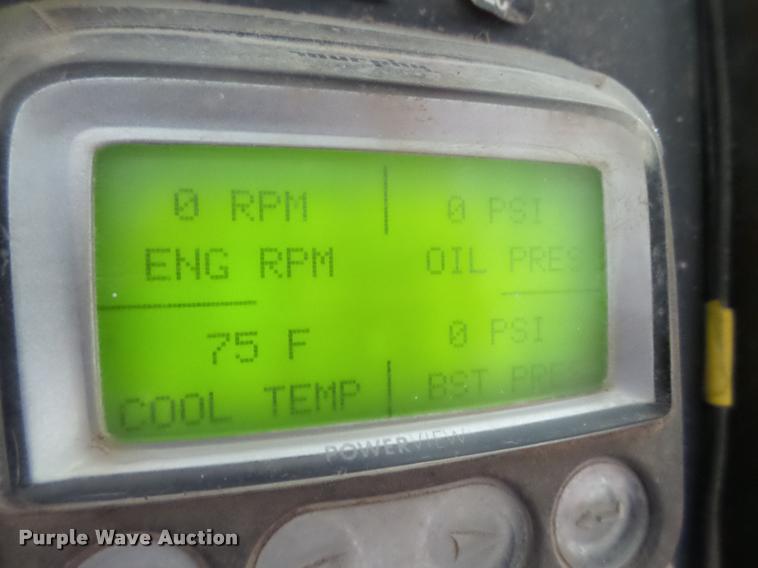 murphy
0 RPM
ENG RPM
0 PSI
OIL PRES
75 F
COOL TEMP
0 PSI
BST PRES
POWERVIEW
Purple Wave Auction